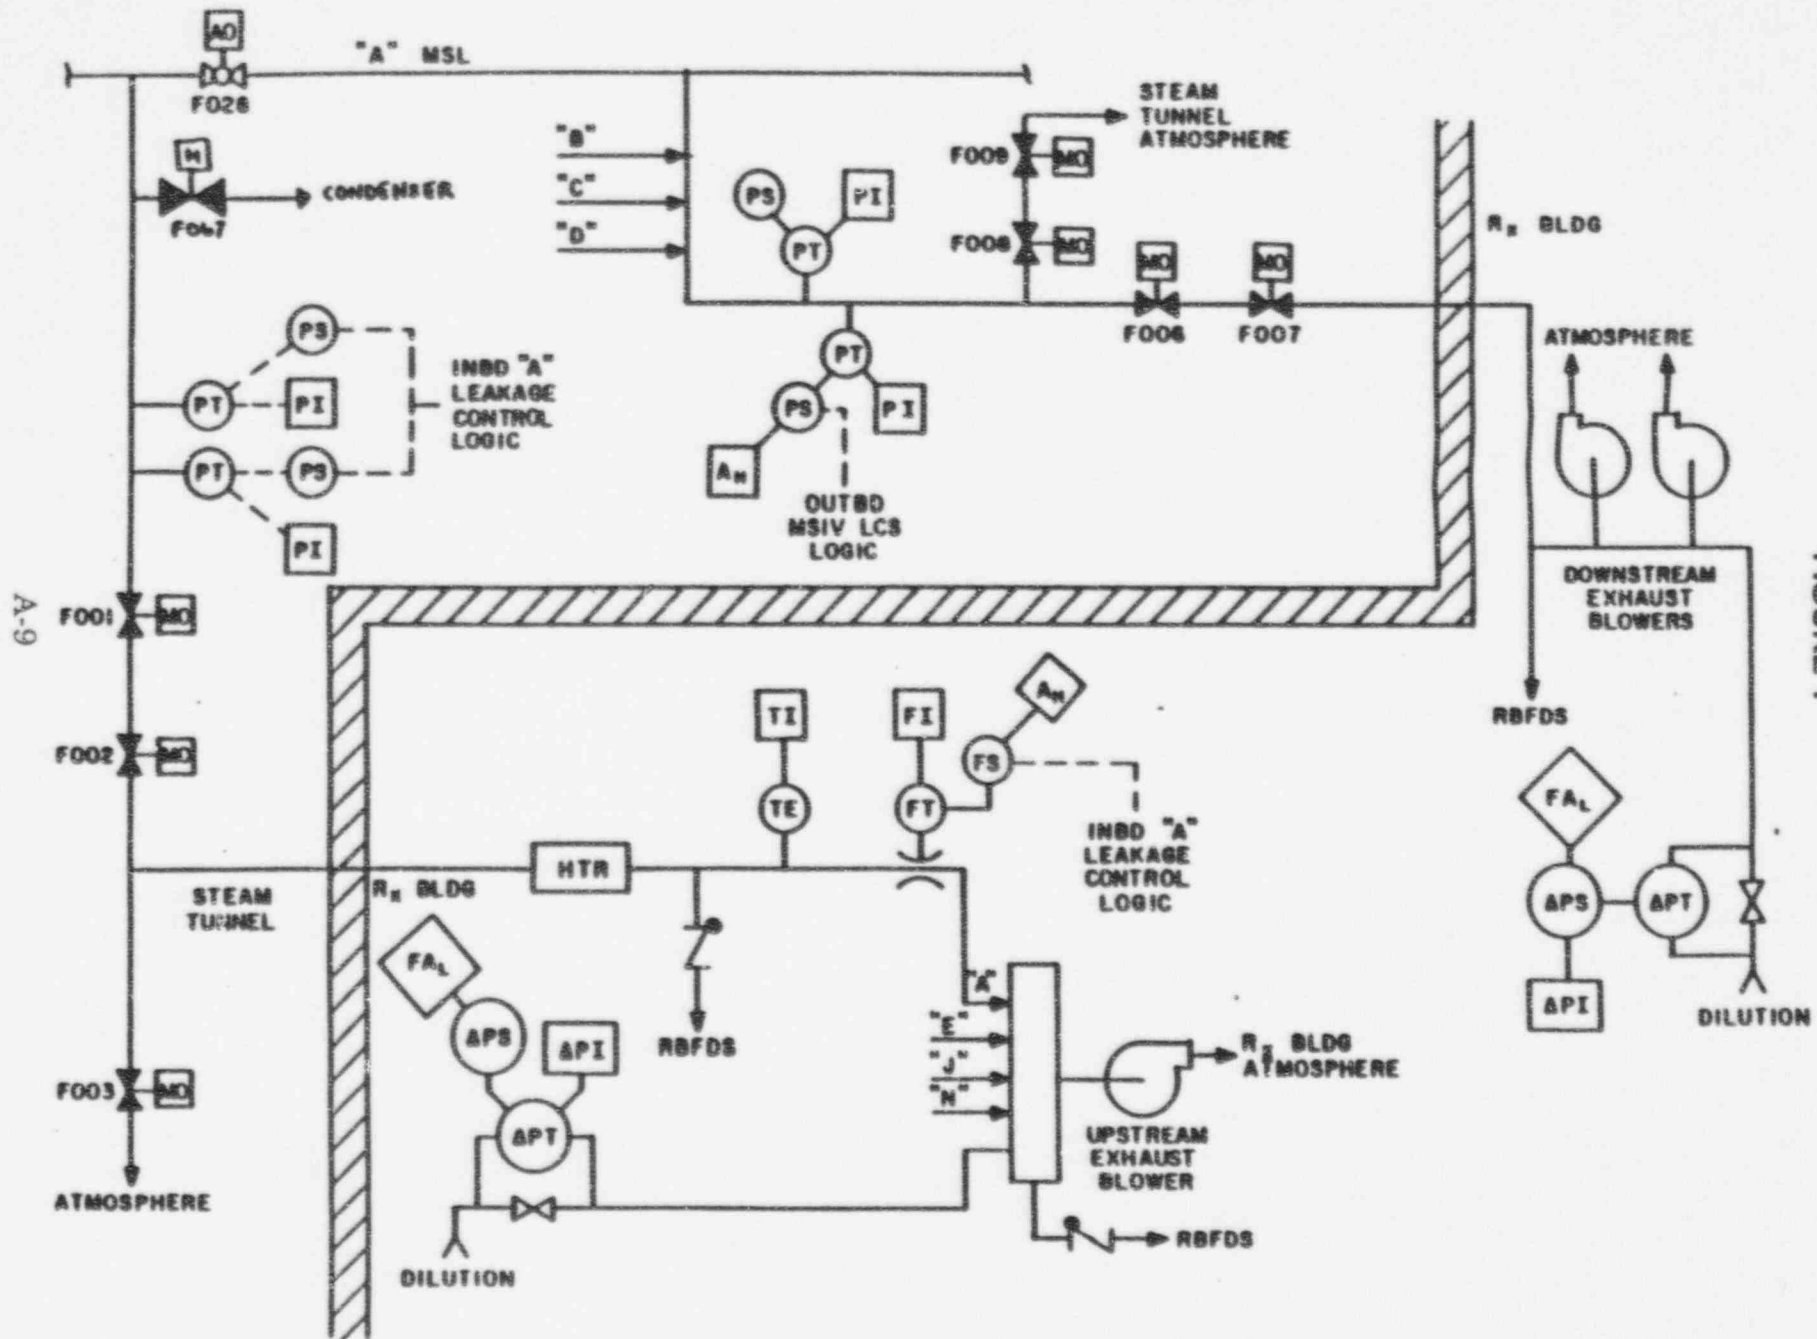 AO
"A" MSL
F028
M
CONDENSER
F067
"B"
"C"
"D"
PS
PI
PT
STEAM
TUNNEL
ATMOSPHERE
F009
MO
F008
MO
MO
MO
F006
F007
Rx BLDG
PS
PT
PI
PT
PS
PI
INBD "A"
LEAKAGE
CONTROL
LOGIC
PT
PS
PI
AH
OUTBD
MSIV LCS
LOGIC
ATMOSPHERE
DOWNSTREAM
EXHAUST
BLOWERS
RBFDS
A-9
F001
MO
F002
MO
STEAM
TUNNEL
F003
MO
ATMOSPHERE
Rx BLDG
HTR
TI
TE
FI
FT
FS
AH
INBD "A"
LEAKAGE
CONTROL
LOGIC
RBFDS
FAL
ΔPS
ΔPI
ΔPT
DILUTION
"A"
"E"
"J"
"N"
Rx BLDG
ATMOSPHERE
UPSTREAM
EXHAUST
BLOWER
RBFDS
FAL
ΔPS
ΔPT
ΔPI
DILUTION